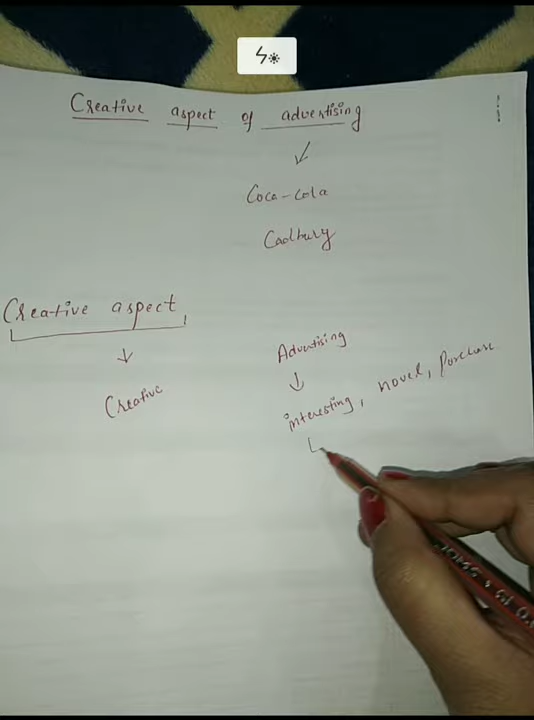 Creative aspect of advertising
Coca-Cola
Cadbury
Creative aspect
Advertising
Creative
interesting, novel, Purchase